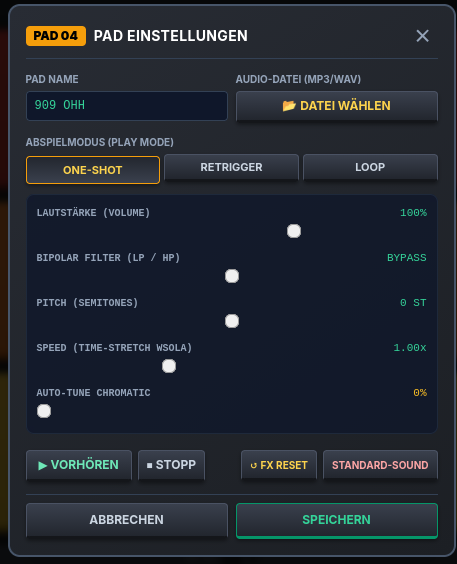 PAD 04 PAD EINSTELLUNGEN
PAD NAME
AUDIO-DATEI (MP3/WAV)
909 OHH
📂 DATEI WÄHLEN
ABSPIELMODUS (PLAY MODE)
ONE-SHOT RETRIGGER LOOP
LAUTSTÄRKE (VOLUME) 100%
BIPOLAR FILTER (LP / HP) BYPASS
PITCH (SEMITONES) 0 ST
SPEED (TIME-STRETCH WSOLA) 1.00x
AUTO-TUNE CHROMATIC 0%
▶ VORHÖREN ■ STOPP ↺ FX RESET STANDARD-SOUND
ABBRECHEN SPEICHERN